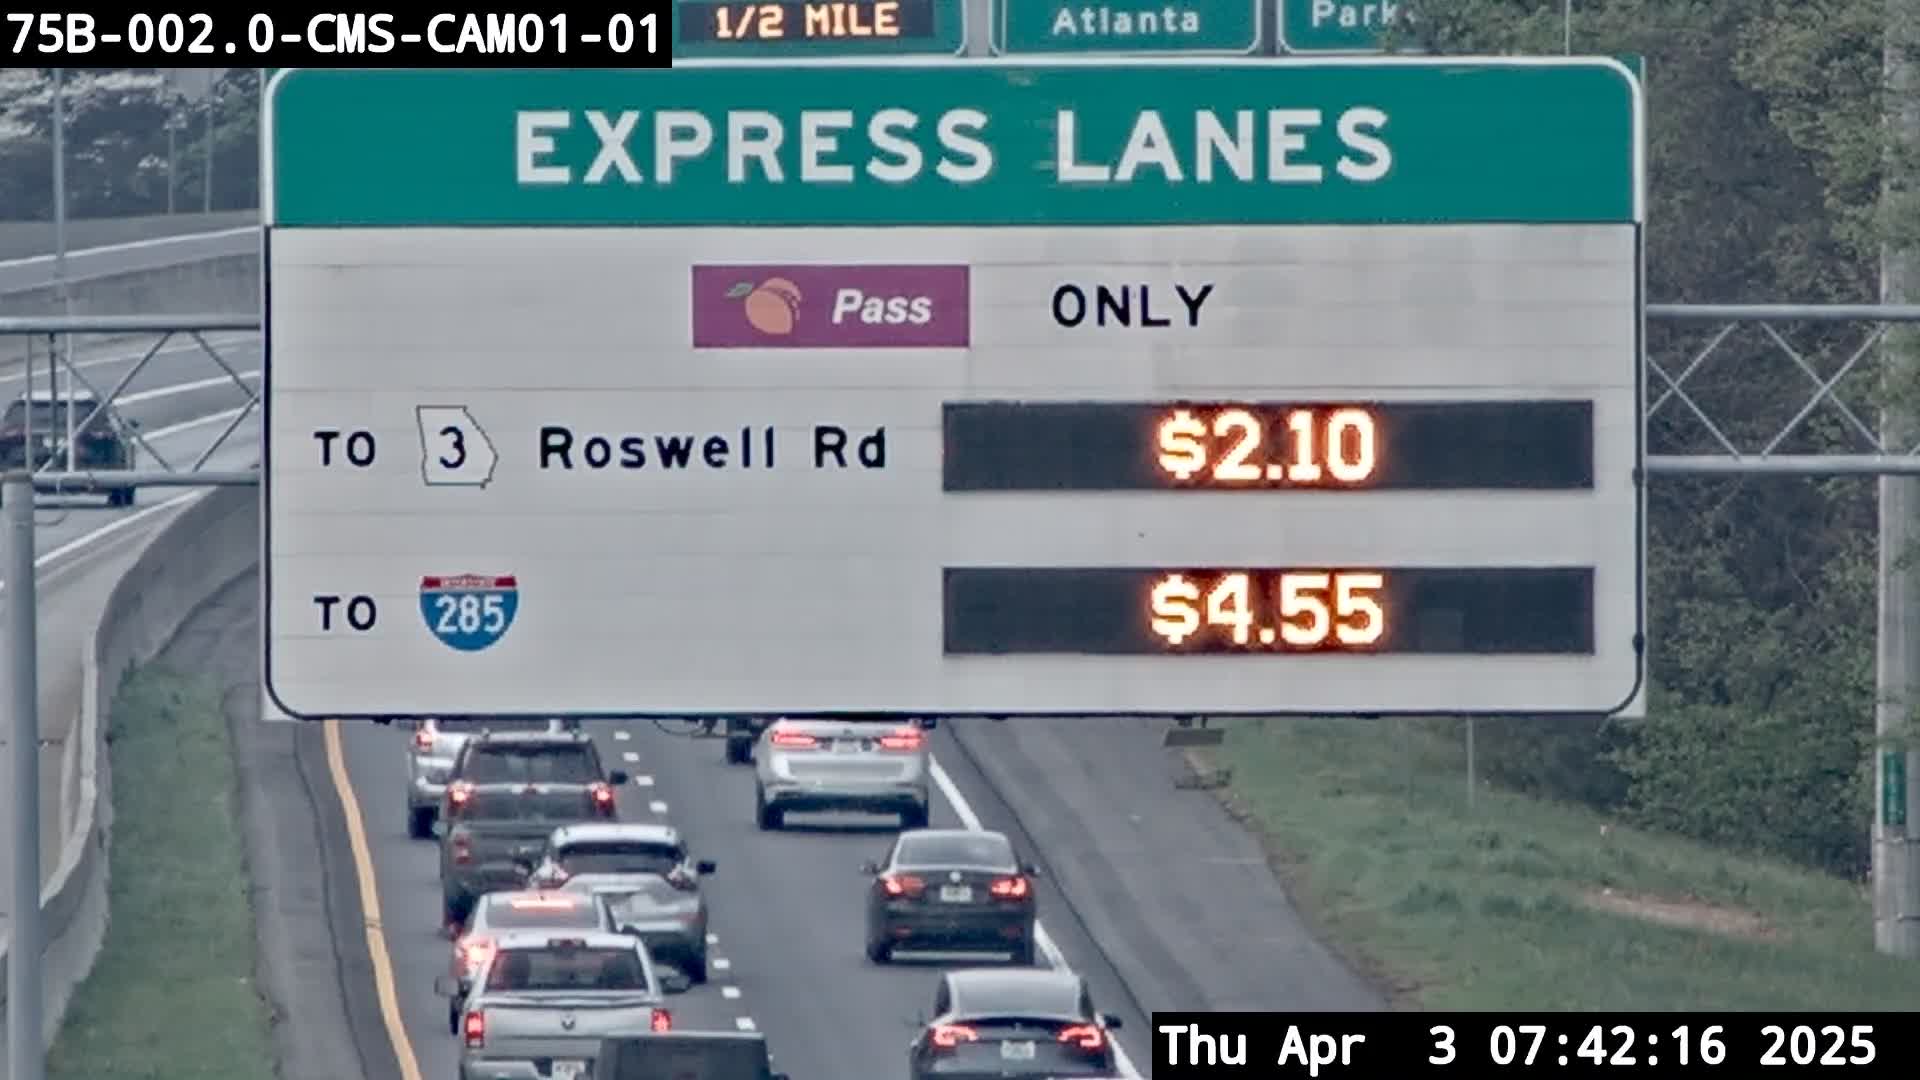 75B-002.0-CMS-CAM01-01
1/2 MILE
Atlanta
Park
EXPRESS LANES
Pass ONLY
TO 3 Roswell Rd $2.10
TO 285 $4.55
Thu Apr 3 07:42:16 2025